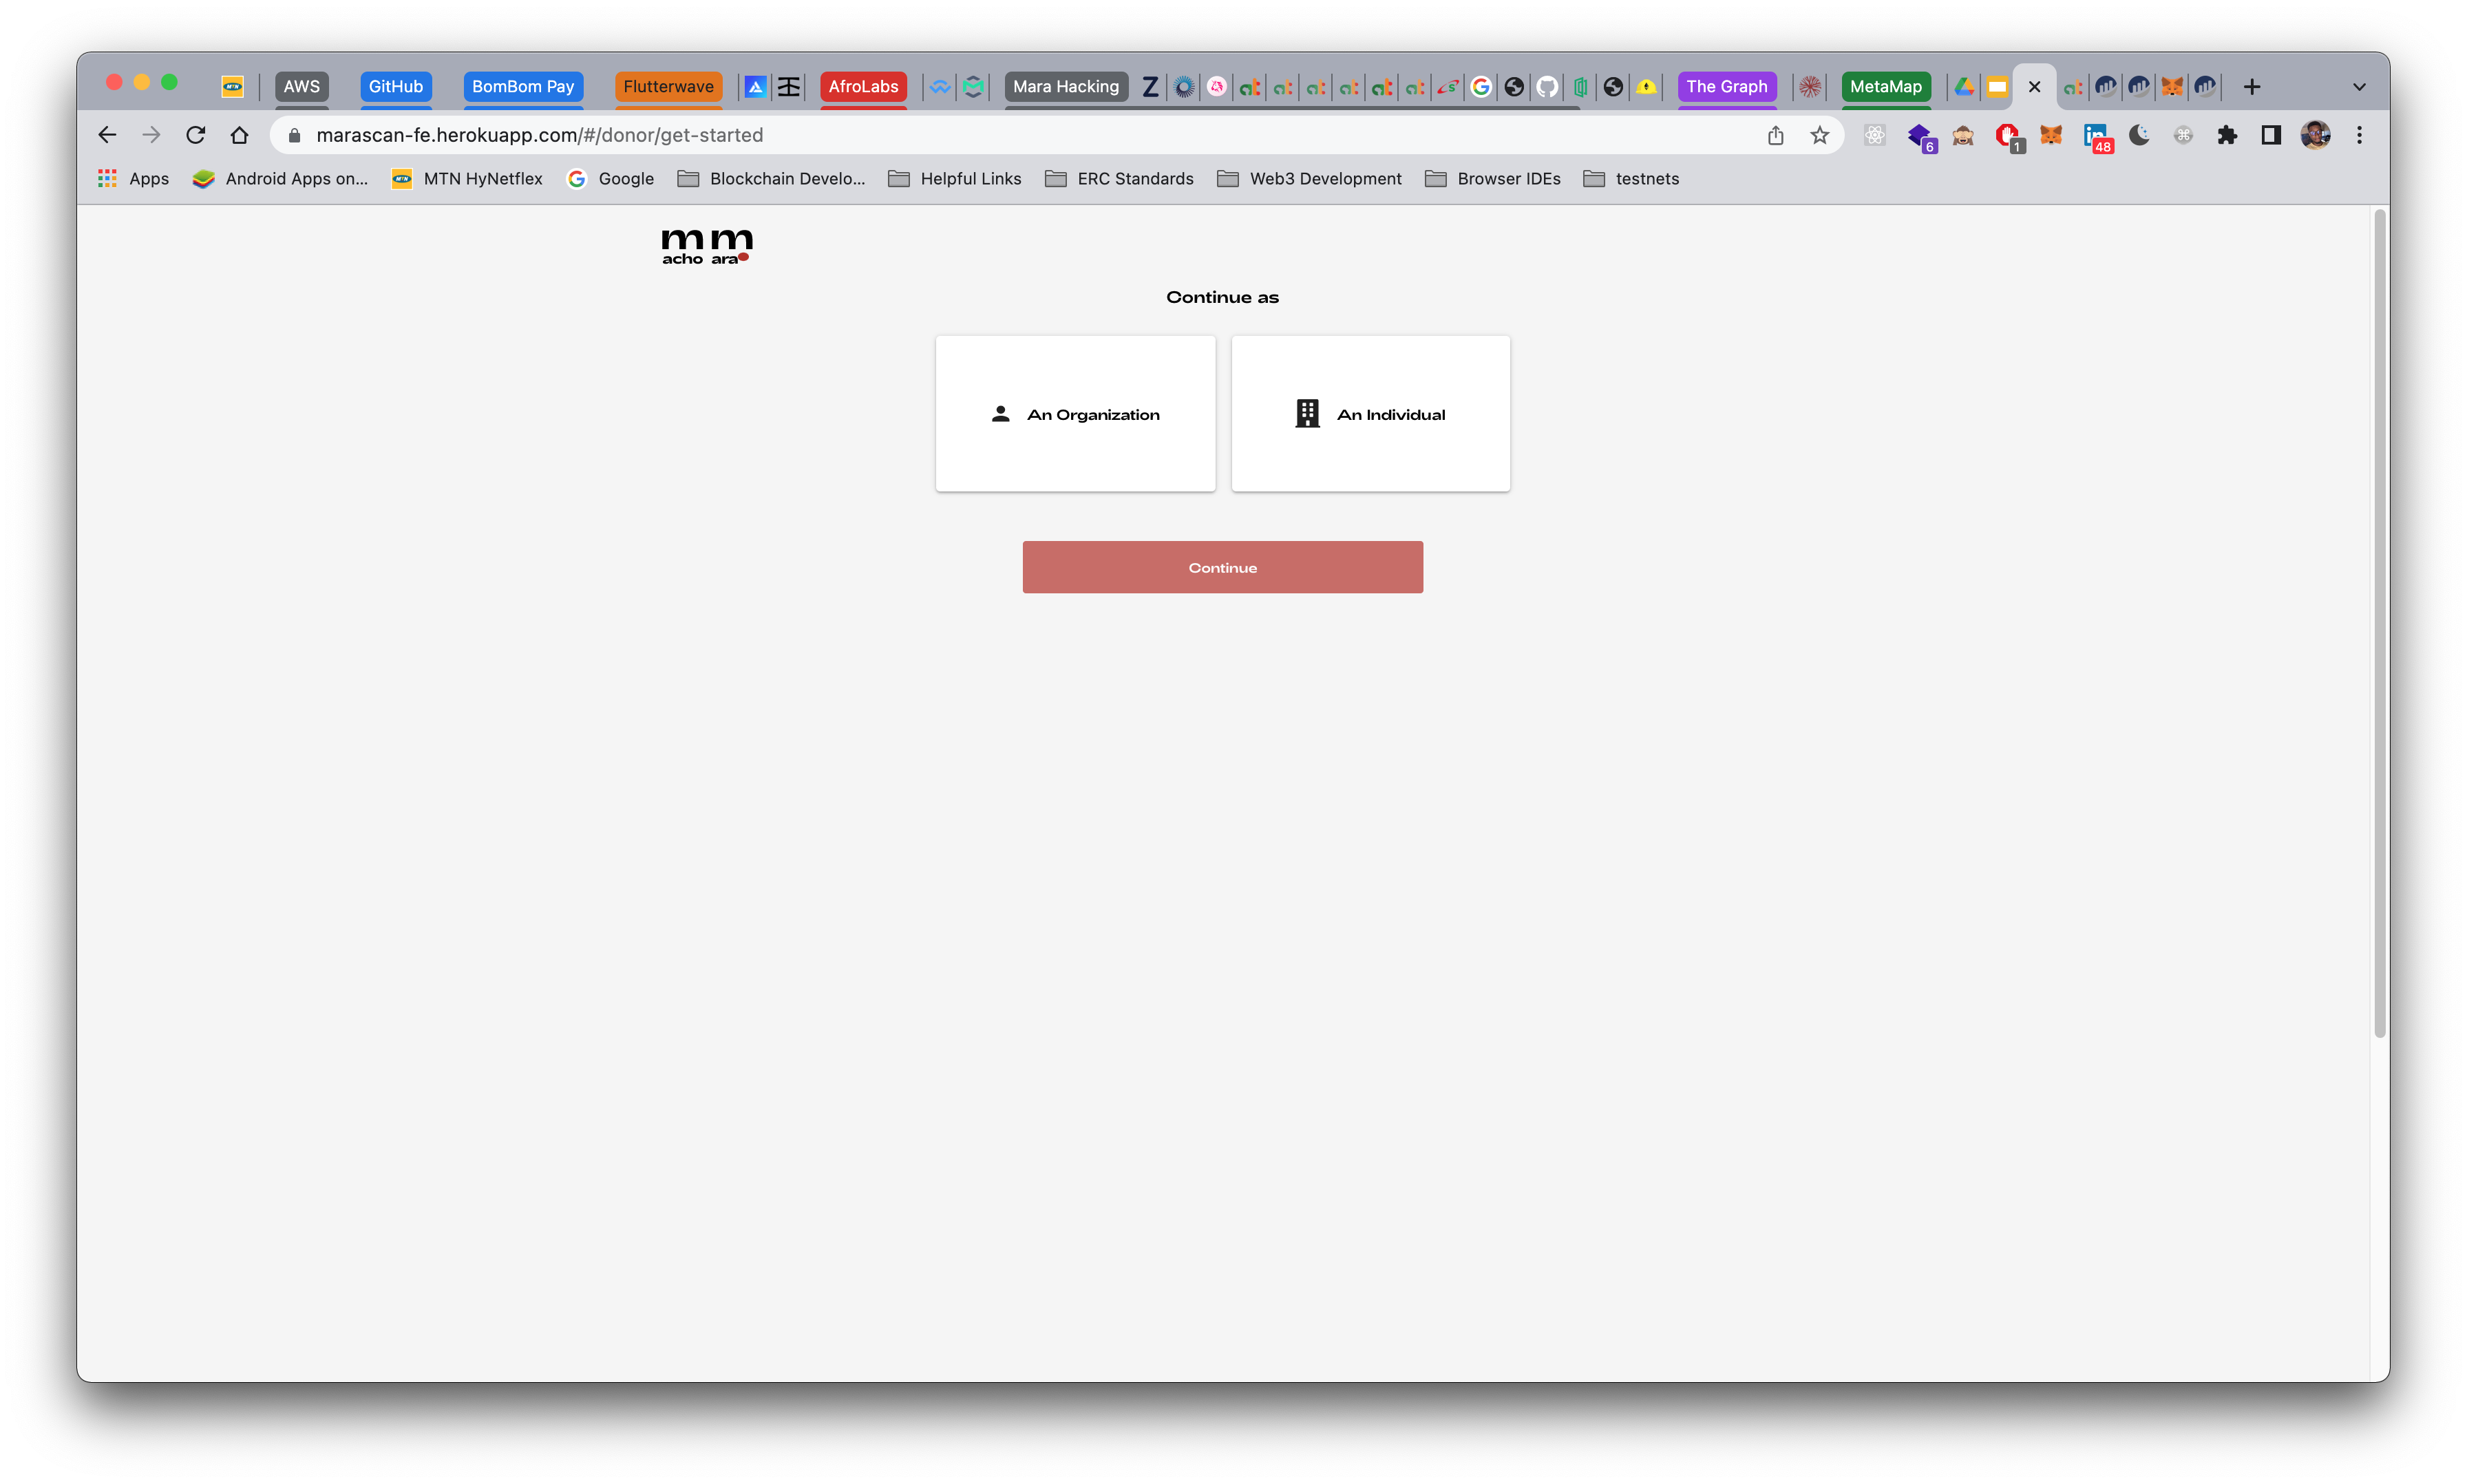 AWS GitHub BomBom Pay Flutterwave AfroLabs Mara Hacking The Graph MetaMap
marascan-fe.herokuapp.com/#/donor/get-started 6 1 48
Apps Android Apps on... MTN HyNetflex Google Blockchain Develo... Helpful Links ERC Standards Web3 Development Browser IDEs testnets
m m
acho ara
Continue as
An Organization An Individual
Continue